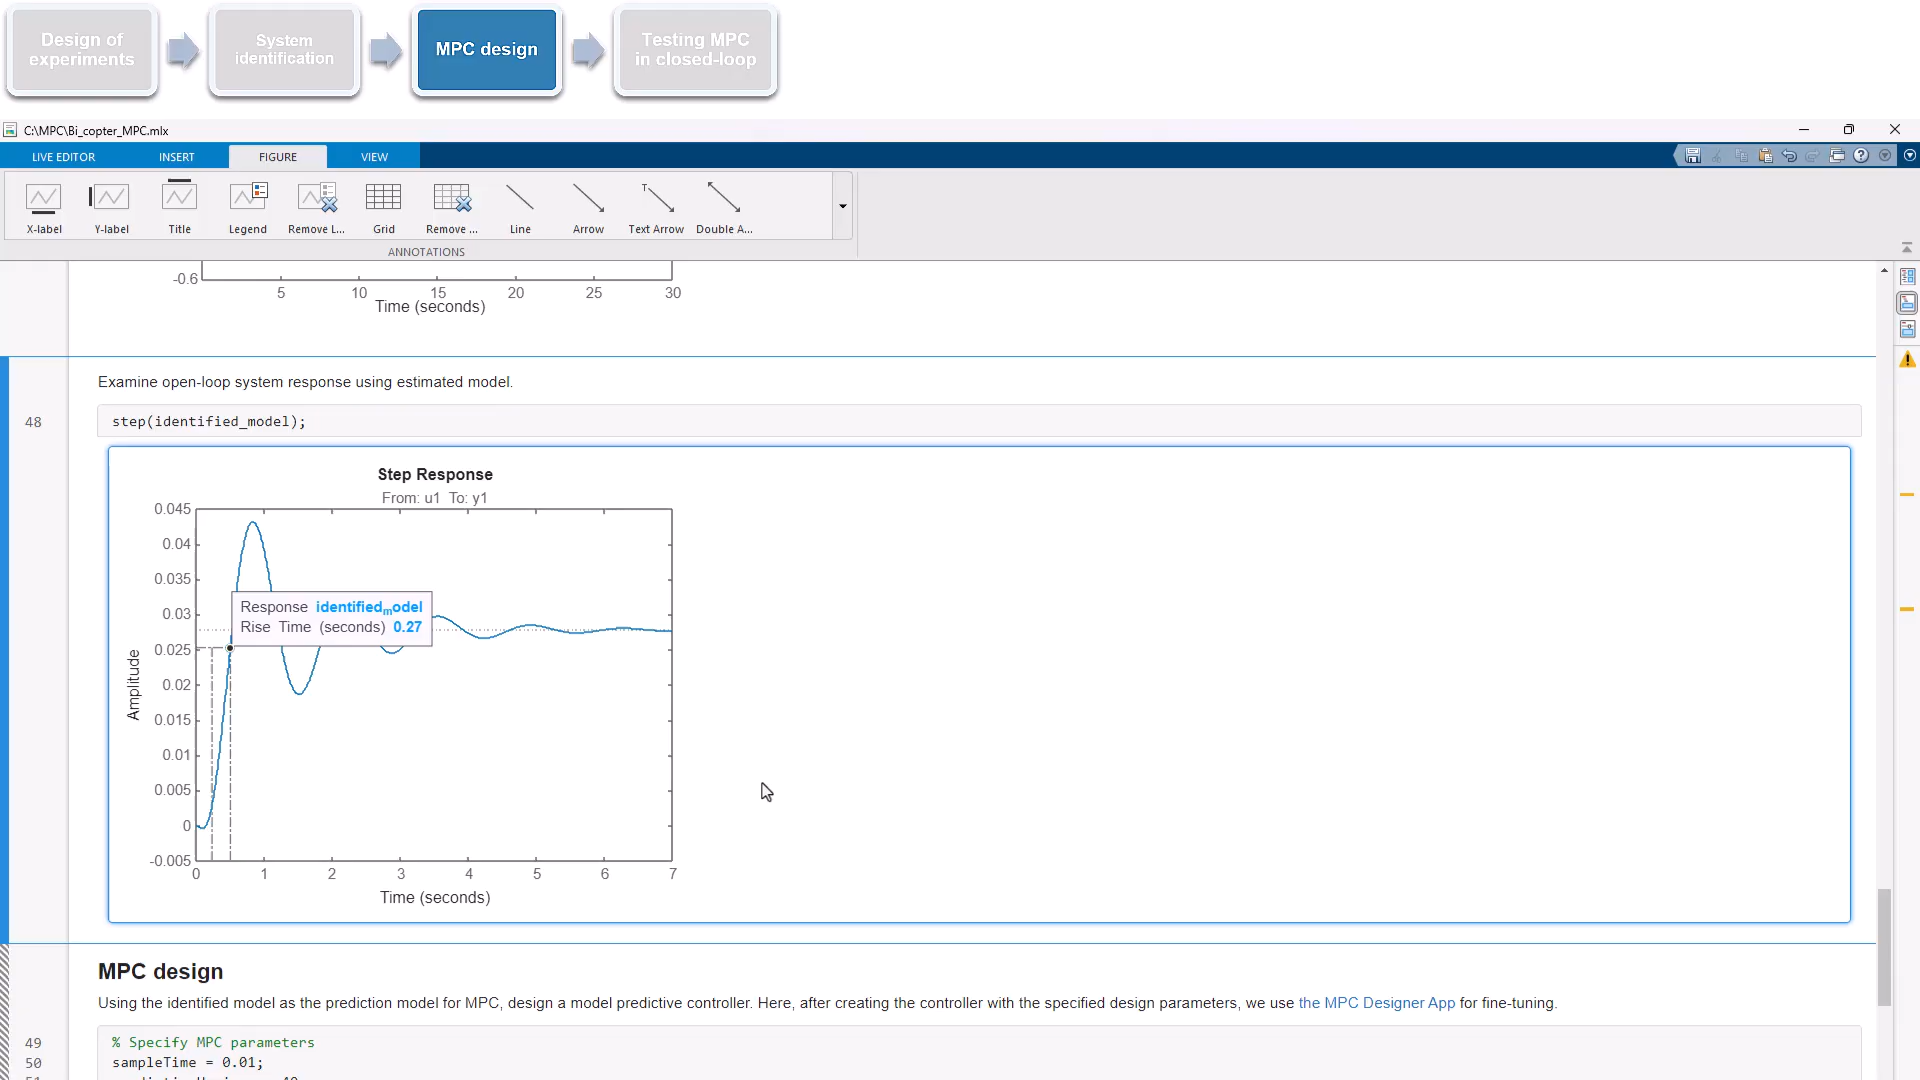 Design of
experiments
System
identification
MPC design
Testing MPC
in closed-loop
C:\MPC\Bi_copter_MPC.mlx
LIVE EDITOR
INSERT
FIGURE
VIEW
X-label
Y-label
Title
Legend
Remove L...
Grid
Remove ...
Line
Arrow
Text Arrow
Double A...
ANNOTATIONS
-0.6
5
10
15
20
25
30
Time (seconds)
Examine open-loop system response using estimated model.
48
step(identified_model);
Step Response
From: u1 To: y1
0.045
0.04
0.035
0.03
0.025
0.02
0.015
0.01
0.005
0
-0.005
Amplitude
Response identified_model
Rise Time (seconds) 0.27
0
1
2
3
4
5
6
7
Time (seconds)
MPC design
Using the identified model as the prediction model for MPC, design a model predictive controller. Here, after creating the controller with the specified design parameters, we use the MPC Designer App for fine-tuning.
49
% Specify MPC parameters
50
sampleTime = 0.01;